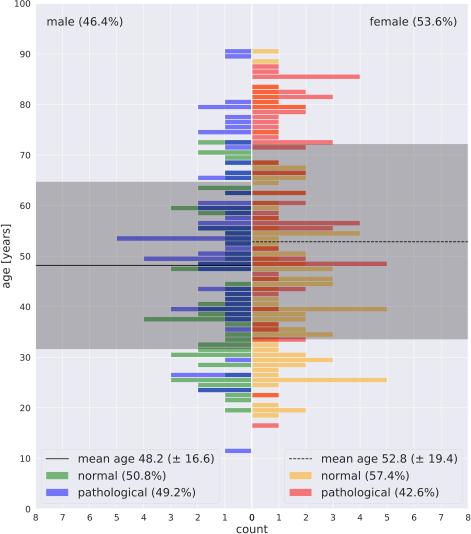 100
male (46.4%) female (53.6%)
90
80
70
60
50
40
30
20
10
0
age [years]
mean age 48.2 (± 16.6)
normal (50.8%)
pathological (49.2%)
mean age 52.8 (± 19.4)
normal (57.4%)
pathological (42.6%)
8 7 6 5 4 3 2 1 0 1 2 3 4 5 6 7 8
count